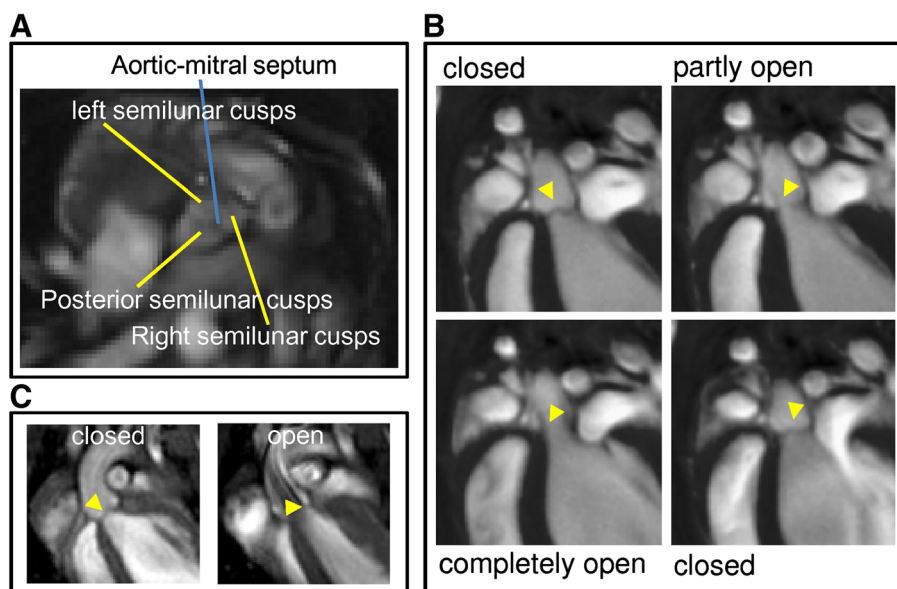 A
Aortic-mitral septum
left semilunar cusps
Posterior semilunar cusps
Right semilunar cusps
B
closed
partly open
completely open
closed
C
closed
open